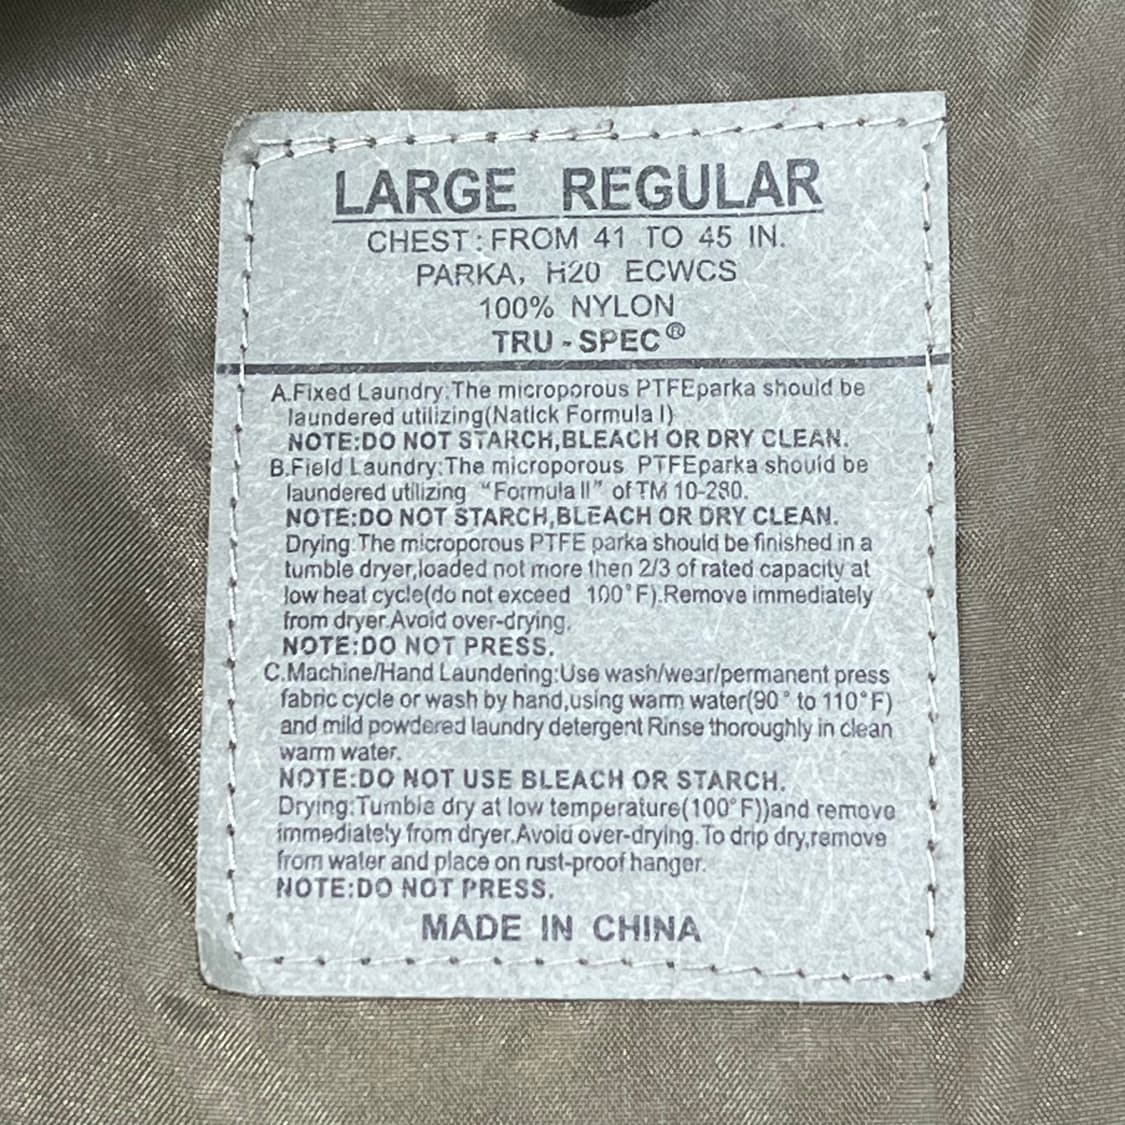 LARGE REGULAR
CHEST : FROM 41 TO 45 IN.
PARKA, H20 ECWCS
100% NYLON
TRU - SPEC®
A.Fixed Laundry:The microporous PTFEparka should be
laundered utilizing(Natick Formula I)
NOTE:DO NOT STARCH,BLEACH OR DRY CLEAN.
B.Field Laundry:The microporous PTFEparka should be
laundered utilizing "Formula II" of TM 10-280.
NOTE:DO NOT STARCH,BLEACH OR DRY CLEAN.
Drying:The microporous PTFE parka should be finished in a
tumble dryer,loaded not more then 2/3 of rated capacity at
low heat cycle(do not exceed 100°F).Remove immediately
from dryer.Avoid over-drying.
NOTE:DO NOT PRESS.
C.Machine/Hand Laundering:Use wash/wear/permanent press
fabric cycle or wash by hand,using warm water(90° to 110°F)
and mild powdered laundry detergent Rinse thoroughly in clean
warm water.
NOTE:DO NOT USE BLEACH OR STARCH.
Drying:Tumble dry at low temperature(100°F))and remove
immediately from dryer.Avoid over-drying.To drip dry,remove
from water and place on rust-proof hanger.
NOTE:DO NOT PRESS.
MADE IN CHINA